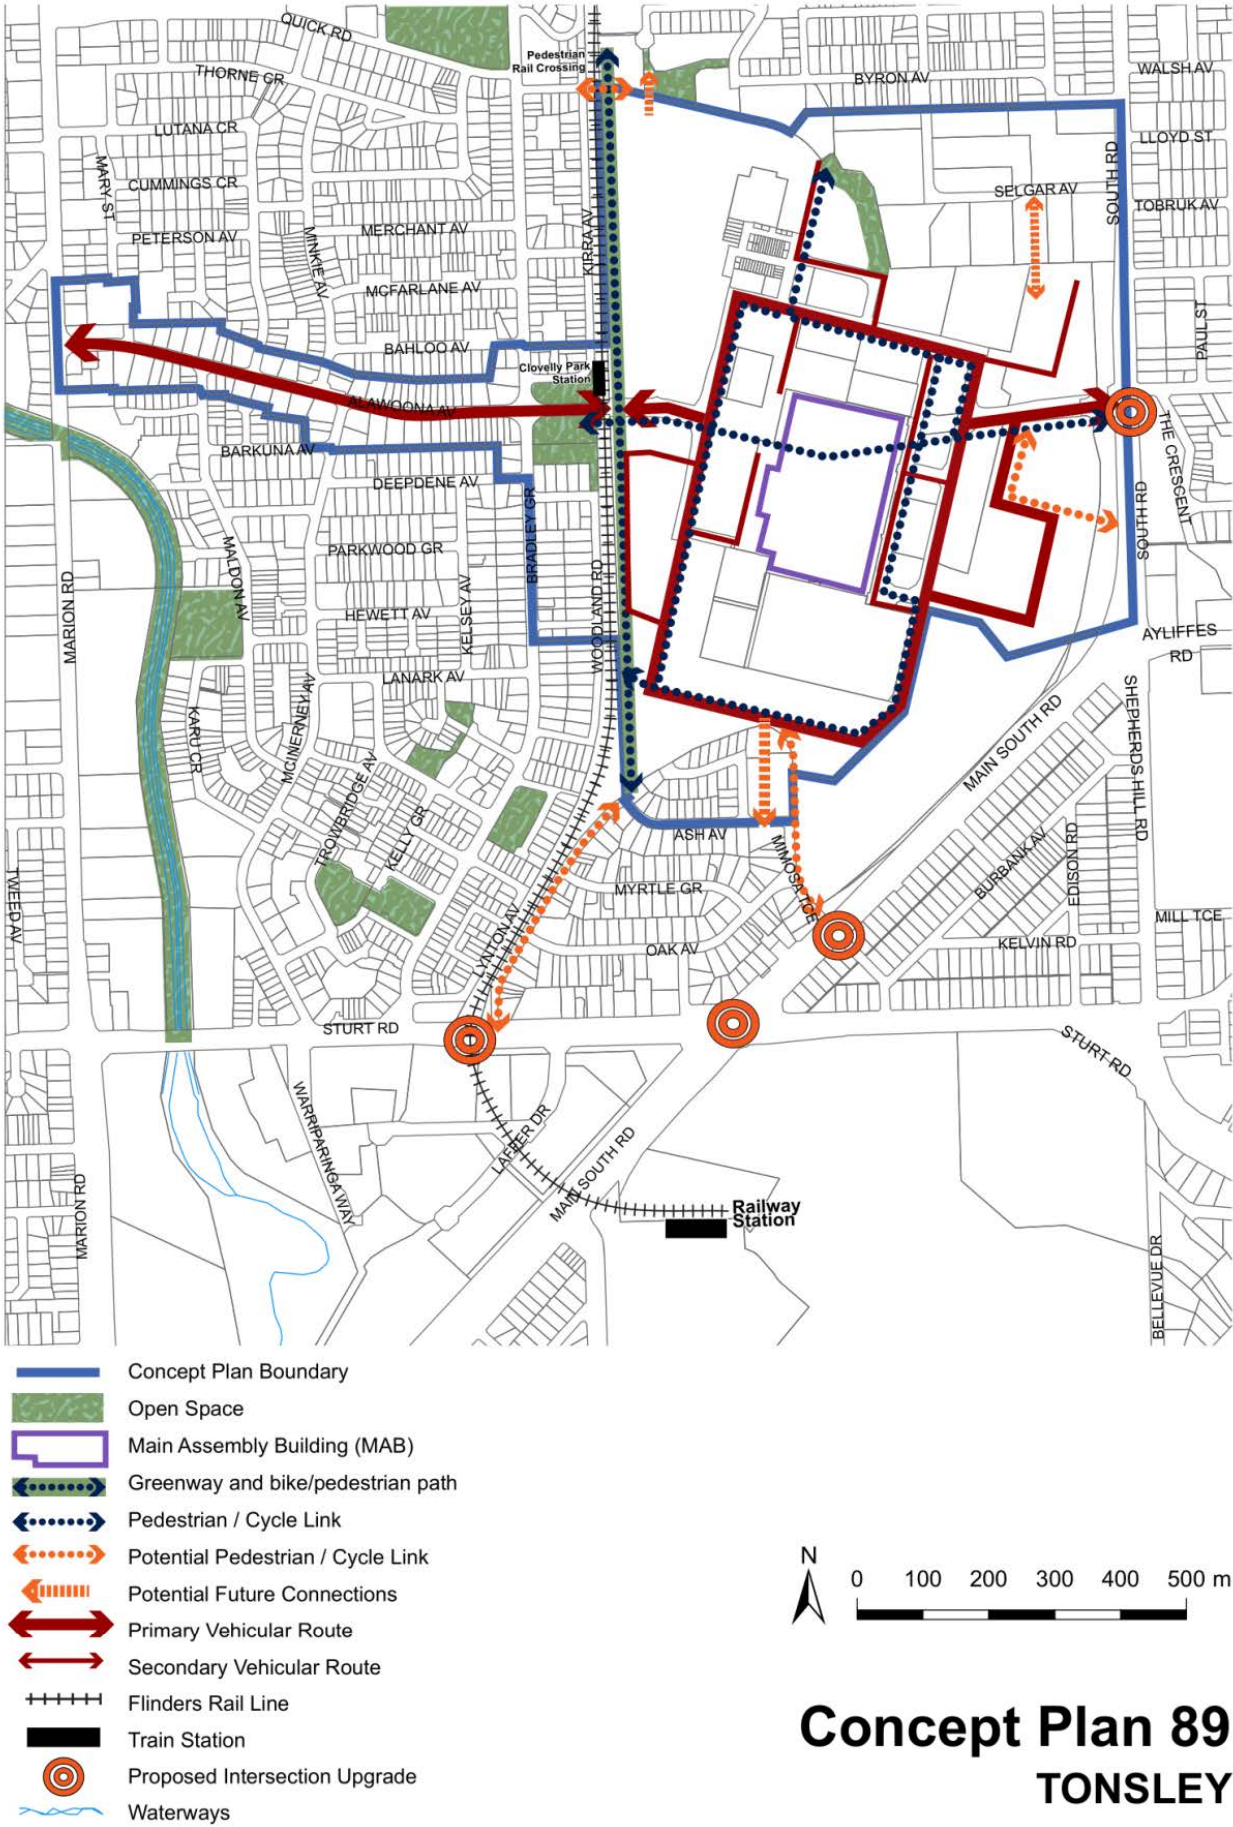 QUICK RD
Pedestrian
Rail Crossing
THORNE CR
BYRON AV
WALSH AV
LUTANA CR
LLOYD ST
MARY ST
CUMMINGS CR
SOUTH RD
SELGAR AV
TOBRUK AV
PETERSON AV
MINKIE AV
MERCHANT AV
KIRRA AV
MCFARLANE AV
PAUL ST
BAHLOO AV
Clovelly Park
Station
ALAWOONA AV
THE CRESCENT
BARKUNA AV
DEEPDENE AV
BRADLEY GR
SOUTH RD
PARKWOOD GR
MALDON AV
MARION RD
HEWETT AV
KELSEY AV
WOODLAND RD
AYLIFFES
RD
LANARK AV
KARU CR
MCINERNEY AV
MAIN SOUTH RD
SHEPHERDS HILL RD
TROWBRIDGE AV
KELLY GR
ASH AV
MIMOSA TCE
BURBANK AV
EDISON RD
TWEED AV
MYRTLE GR
MILL TCE
LYNTON AV
OAK AV
KELVIN RD
STURT RD
STURT RD
WARRIPARINGA WAY
LAFFER DR
MAIN SOUTH RD
MARION RD
Railway
Station
BELLEVUE DR
Concept Plan Boundary
Open Space
Main Assembly Building (MAB)
Greenway and bike/pedestrian path
Pedestrian / Cycle Link
Potential Pedestrian / Cycle Link
Potential Future Connections
Primary Vehicular Route
Secondary Vehicular Route
Flinders Rail Line
Train Station
Proposed Intersection Upgrade
Waterways
N
0 100 200 300 400 500 m
Concept Plan 89
TONSLEY